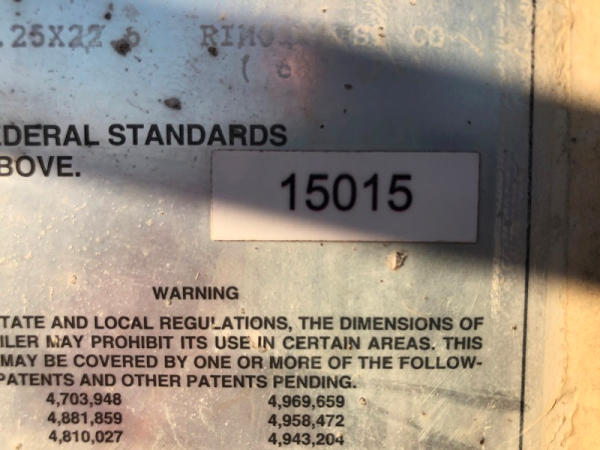 .25X22.5 RIM
EDERAL STANDARDS
BOVE.
15015
WARNING
TATE AND LOCAL REGULATIONS, THE DIMENSIONS OF
ILER MAY PROHIBIT ITS USE IN CERTAIN AREAS. THIS
MAY BE COVERED BY ONE OR MORE OF THE FOLLOW-
PATENTS AND OTHER PATENTS PENDING.
4,703,948 4,969,659
4,881,859 4,958,472
4,810,027 4,943,204